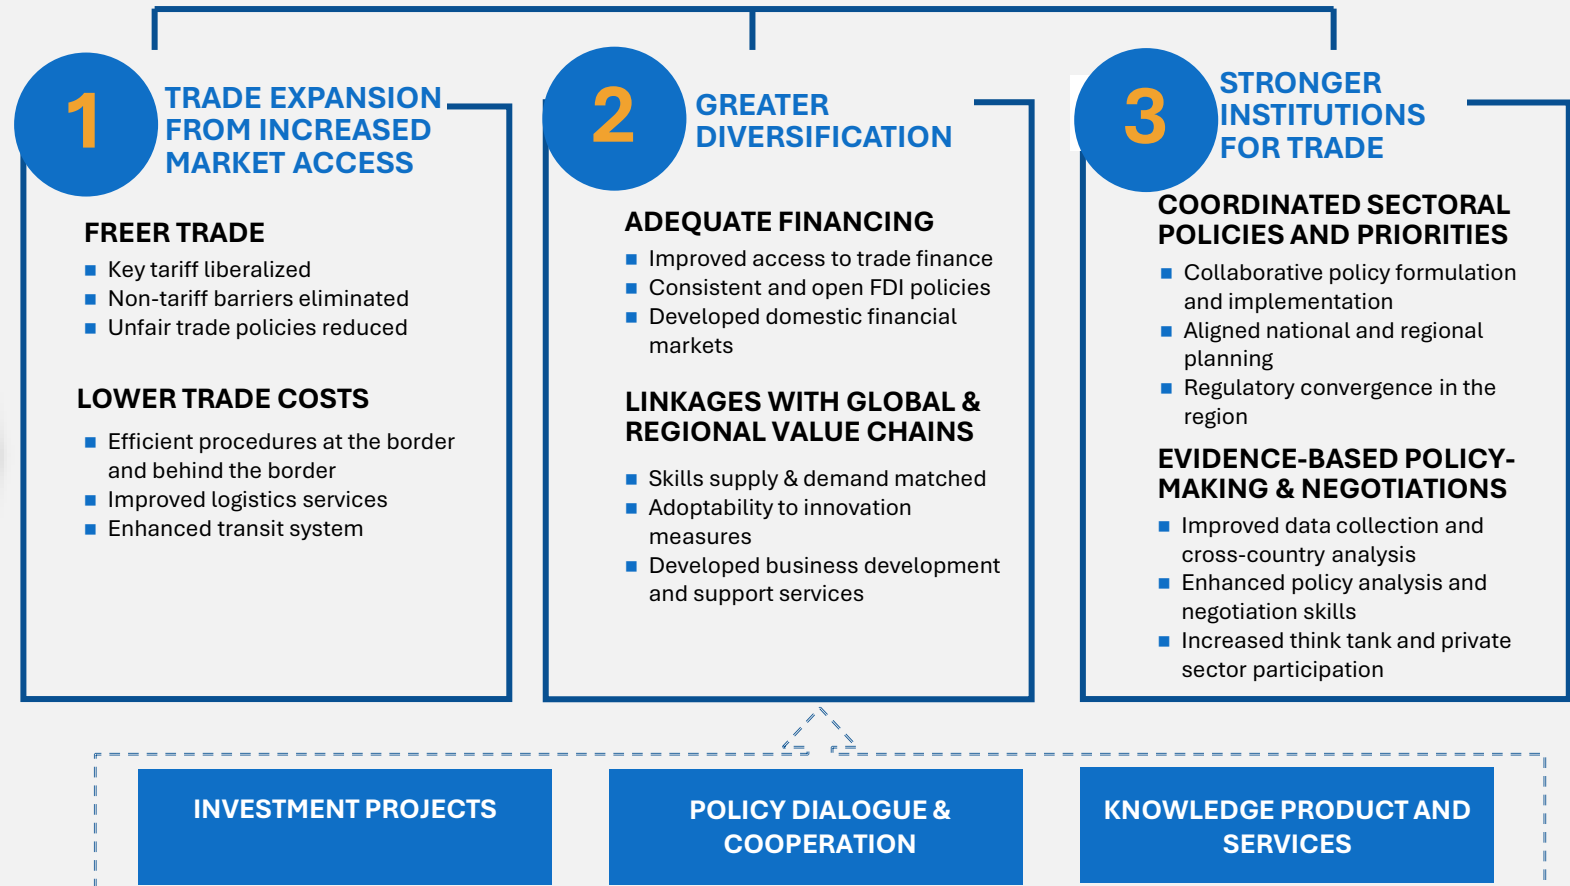 1
TRADE EXPANSION
FROM INCREASED
MARKET ACCESS
FREER TRADE
Key tariff liberalized
Non-tariff barriers eliminated
Unfair trade policies reduced
LOWER TRADE COSTS
Efficient procedures at the border
and behind the border
Improved logistics services
Enhanced transit system
2
GREATER
DIVERSIFICATION
ADEQUATE FINANCING
Improved access to trade finance
Consistent and open FDI policies
Developed domestic financial
markets
LINKAGES WITH GLOBAL &
REGIONAL VALUE CHAINS
Skills supply & demand matched
Adoptability to innovation
measures
Developed business development
and support services
3
STRONGER
INSTITUTIONS
FOR TRADE
COORDINATED SECTORAL
POLICIES AND PRIORITIES
Collaborative policy formulation
and implementation
Aligned national and regional
planning
Regulatory convergence in the
region
EVIDENCE-BASED POLICY-
MAKING & NEGOTIATIONS
Improved data collection and
cross-country analysis
Enhanced policy analysis and
negotiation skills
Increased think tank and private
sector participation
INVESTMENT PROJECTS
POLICY DIALOGUE &
COOPERATION
KNOWLEDGE PRODUCT AND
SERVICES